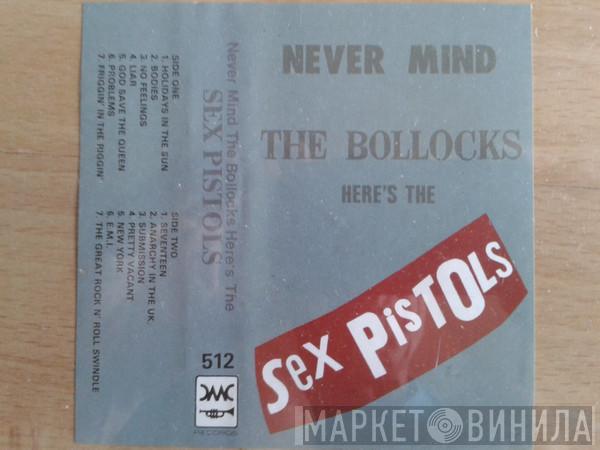 NEVER MIND
THE BOLLOCKS
HERE'S THE
Sex PisTOLs
Never Mind The Bollocks Here's The
SEX PISTOLS
512
SIDE ONE
1. HOLIDAYS IN THE SUN
2. BODIES
3. NO FEELINGS
4. LIAR
5. GOD SAVE THE QUEEN
6. PROBLEMS
7. FRIGGIN' IN THE RIGGIN'
SIDE TWO
1. SEVENTEEN
2. ANARCHY IN THE UK.
3. SUBMISSION
4. PRETTY VACANT
5. NEW YORK
6. E.M.I.
7. THE GREAT ROCK N' ROLL SWINDLE
МАРКЕТ ВИНИЛА